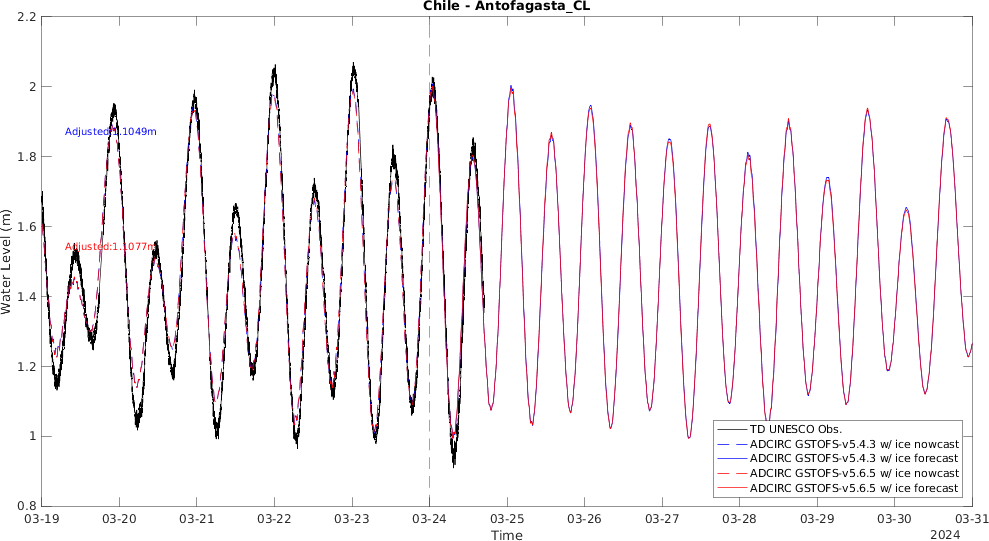 Chile - Antofagasta_CL
2.2
2
1.8
1.6
1.4
1.2
1
0.8
Water Level (m)
Adjusted:1.1049m
Adjusted:1.1077m
TD UNESCO Obs.
ADCIRC GSTOFS-v5.4.3 w/ ice nowcast
ADCIRC GSTOFS-v5.4.3 w/ ice forecast
ADCIRC GSTOFS-v5.6.5 w/ ice nowcast
ADCIRC GSTOFS-v5.6.5 w/ ice forecast
03-19 03-20 03-21 03-22 03-23 03-24 03-25 03-26 03-27 03-28 03-29 03-30 03-31
Time
2024